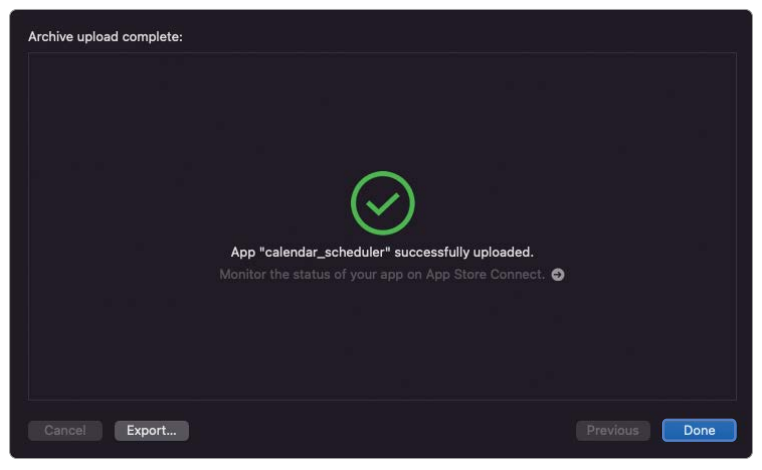 Archive upload complete:
App "calendar_scheduler" successfully uploaded.
Monitor the status of your app on App Store Connect.
Cancel
Export...
Previous
Done